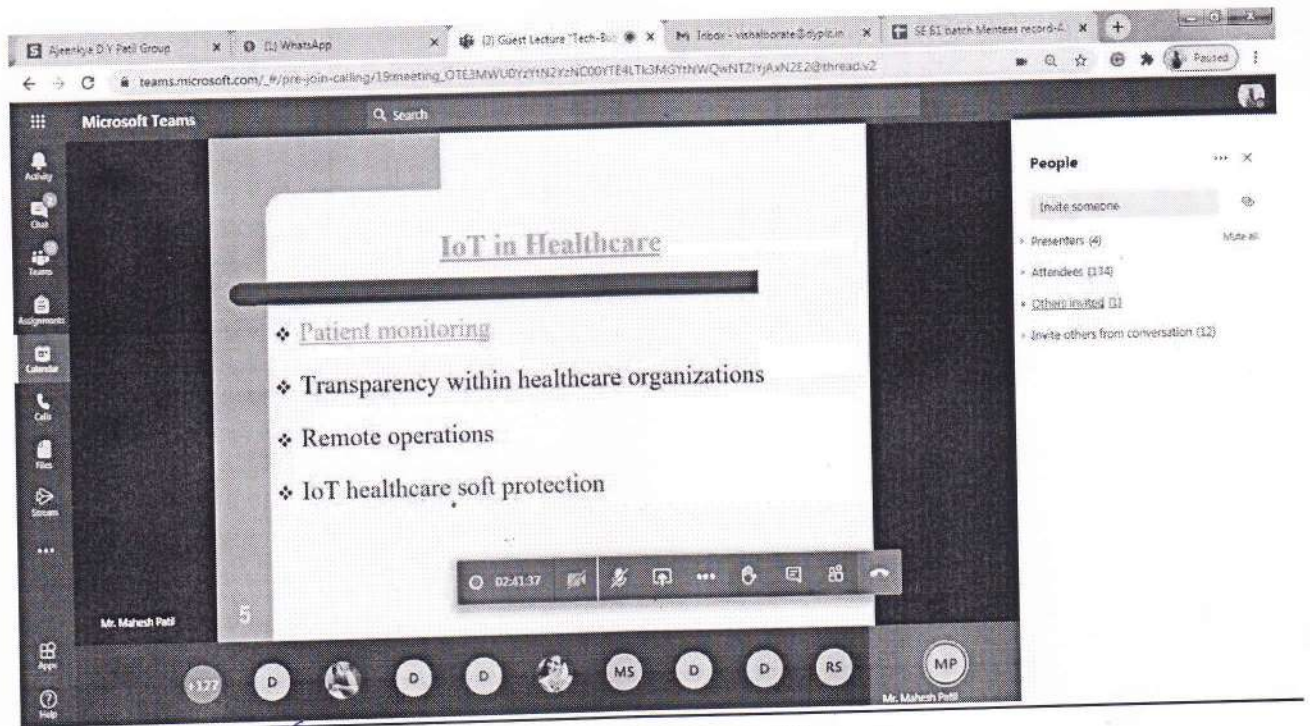 Ajeenkya D Y Patil Group
(1) WhatsApp
(2) Guest Lecture "Tech-Bu
Inbox - vishalborate@dypic.in
SE S1 batch Mentees record-A
teams.microsoft.com/_#/pre-join-calling/19:meeting_
@thread.v2
Paused
Microsoft Teams
Search
Activity
Chat
Teams
Assignments
Calendar
Calls
Files
Stream
Apps
Help
IoT in Healthcare
❖ Patient monitoring
❖ Transparency within healthcare organizations
❖ Remote operations
❖ IoT healthcare soft protection
02:41:37
5
Mr. Mahesh Patil
+177
D
D
D
MS
D
D
RS
MP
Mr. Mahesh Patil
People
Invite someone
Presenters (4)
Mute all
Attendees (134)
Others invited (1)
Invite others from conversation (12)